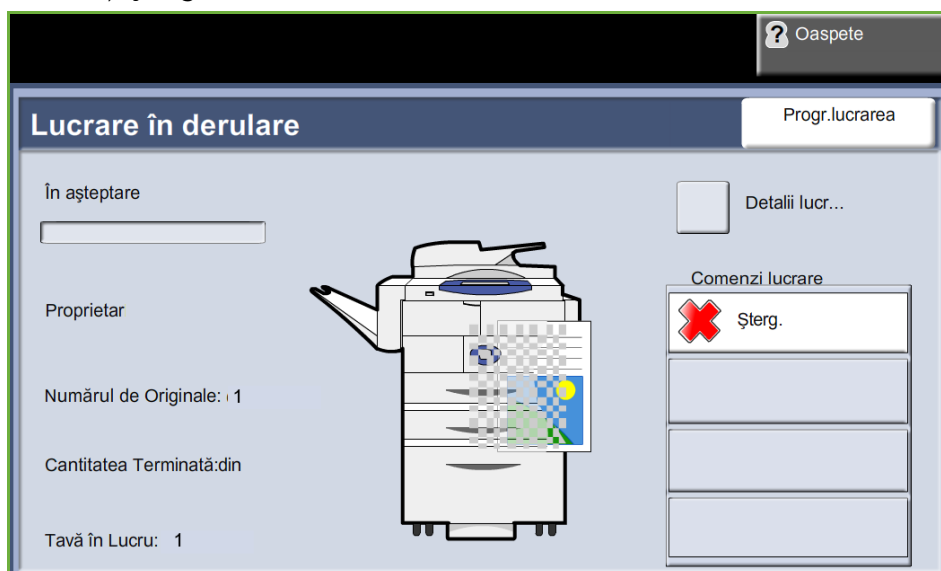 Oaspete
Lucrare în derulare
Progr.lucrarea
În aşteptare
Detalii lucr...
Comenzi lucrare
Proprietar
Şterg.
Numărul de Originale: 1
Cantitatea Terminată:din
Tavă în Lucru: 1